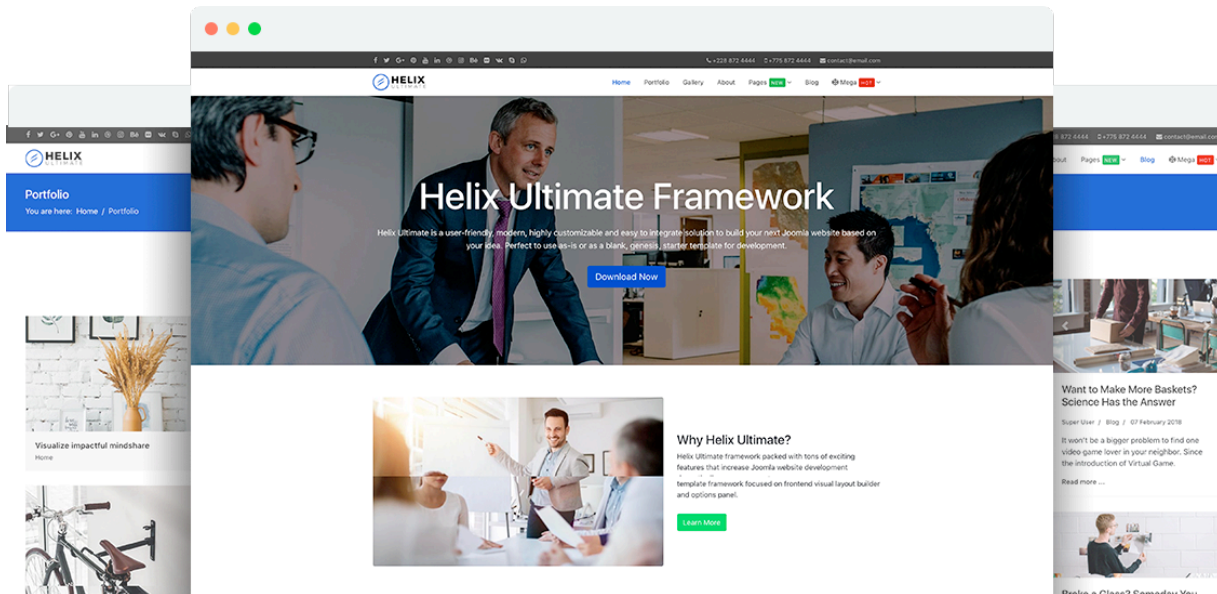 +228 872 4444 +775 872 4444 contact@email.com
HELIX
ULTIMATE
Home Portfolio Gallery About Pages NEW Blog Mega HOT
Helix Ultimate Framework
Helix Ultimate is a user-friendly, modern, highly customizable and easy to integrate solution to build your next Joomla website based on
your idea. Perfect to use as-is or as a blank, genesis, starter template for development.
Download Now
Why Helix Ultimate?
Helix Ultimate framework packed with tons of exciting
features that increase Joomla website development
template framework focused on frontend visual layout builder
and options panel.
Learn More
HELIX
ULTIMATE
Portfolio
You are here: Home / Portfolio
Visualize impactful mindshare
Home
872 4444 +775 872 4444 contact@email.com
Pages NEW Blog Mega HOT
Want to Make More Baskets?
Science Has the Answer
Super User / Blog / 07 February 2018
It won't be a bigger problem to find one
video game lover in your neighbor. Since
the introduction of Virtual Game.
Read more ...